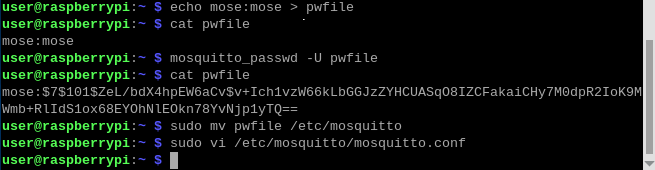 user@raspberrypi:~ $ echo mose:mose > pwfile
user@raspberrypi:~ $ cat pwfile
mose:mose
user@raspberrypi:~ $ mosquitto_passwd -U pwfile
user@raspberrypi:~ $ cat pwfile
mose:$7$101$ZeL/bdX4hpEW6aCv$v+Ich1vzW66kLbGGJzZYHCUASqO8IZCFakaiCHy7M0dpR2IoK9M
Wmb+RlIdS1ox68EYOhNlEOkn78YvNjp1yTQ==
user@raspberrypi:~ $ sudo mv pwfile /etc/mosquitto
user@raspberrypi:~ $ sudo vi /etc/mosquitto/mosquitto.conf
user@raspberrypi:~ $